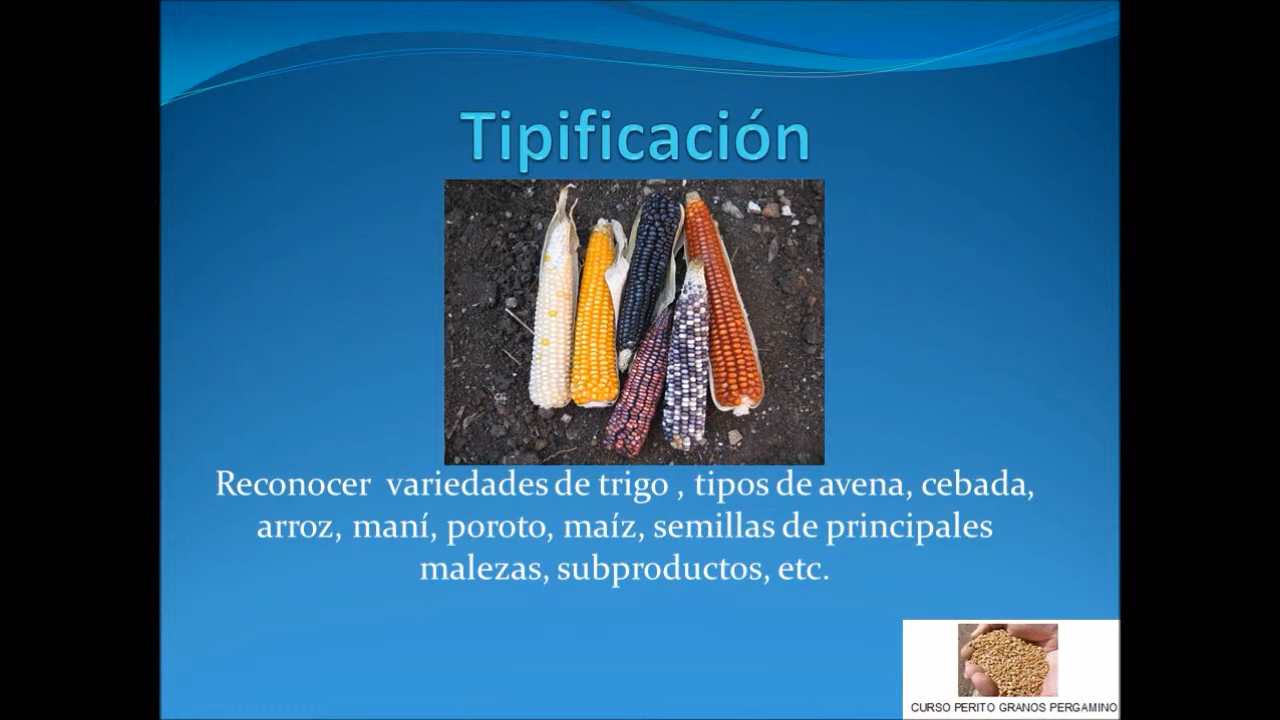 Tipificación
Reconocer variedades de trigo , tipos de avena, cebada,
arroz, maní, poroto, maíz, semillas de principales
malezas, subproductos, etc.
CURSO PERITO GRANOS PERGAMINO